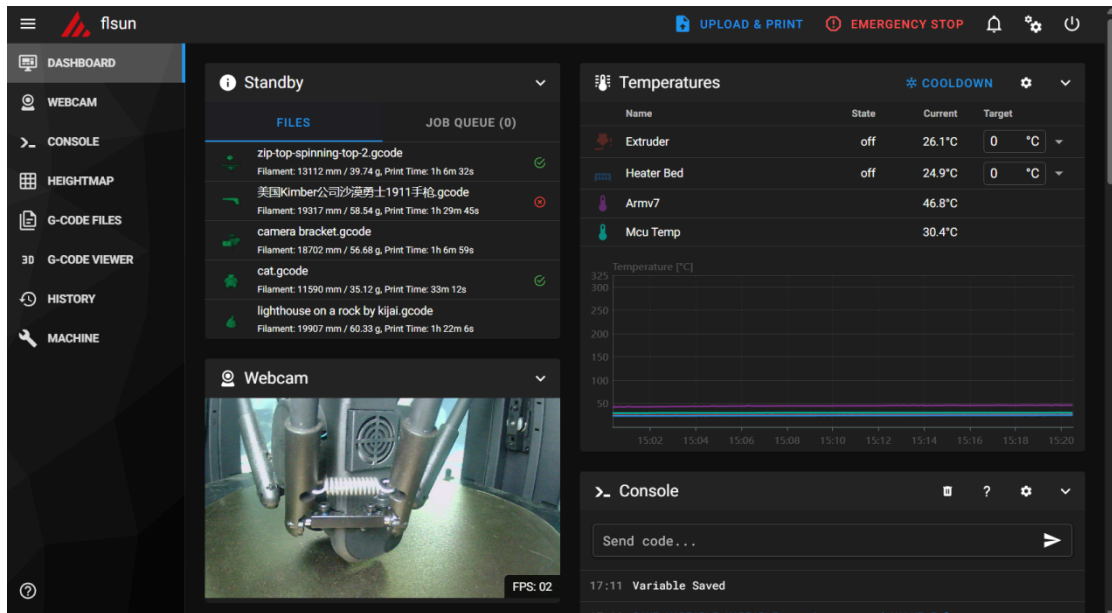 flsun
UPLOAD & PRINT
EMERGENCY STOP
DASHBOARD
WEBCAM
CONSOLE
HEIGHTMAP
G-CODE FILES
3D G-CODE VIEWER
HISTORY
MACHINE
Standby
FILES
JOB QUEUE (0)
zip-top-spinning-top-2.gcode
Filament: 13112 mm / 39.74 g, Print Time: 1h 6m 32s
美国Kimber公司沙漠勇士1911手枪.gcode
Filament: 19317 mm / 58.54 g, Print Time: 1h 29m 45s
camera bracket.gcode
Filament: 18702 mm / 56.68 g, Print Time: 1h 6m 59s
cat.gcode
Filament: 11590 mm / 35.12 g, Print Time: 33m 12s
lighthouse on a rock by kijai.gcode
Filament: 19907 mm / 60.33 g, Print Time: 1h 22m 6s
Webcam
FPS: 02
Temperatures
COOLDOWN
Name State Current Target
Extruder off 26.1°C 0 °C
Heater Bed off 24.9°C 0 °C
Armv7 46.8°C
Mcu Temp 30.4°C
Temperature [°C]
325
300
250
200
150
100
50
15:02 15:04 15:06 15:08 15:10 15:12 15:14 15:16 15:18 15:20
Console
Send code...
17:11 Variable Saved